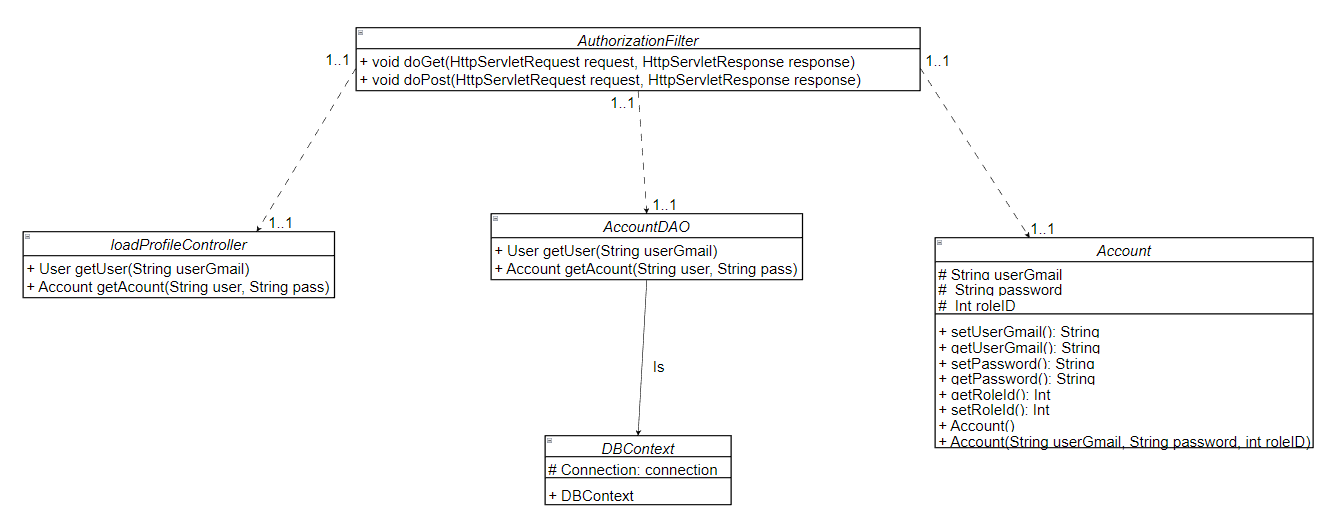 AuthorizationFilter
+ void doGet(HttpServletRequest request, HttpServletResponse response)
+ void doPost(HttpServletRequest request, HttpServletResponse response)
1..1
1..1
1..1
1..1
1..1
1..1
loadProfileController
+ User getUser(String userGmail)
+ Account getAcount(String user, String pass)
AccountDAO
+ User getUser(String userGmail)
+ Account getAcount(String user, String pass)
Account
# String userGmail
# String password
# Int roleID
+ setUserGmail(): String
+ getUserGmail(): String
+ setPassword(): String
+ getPassword(): String
+ getRoleId(): Int
+ setRoleId(): Int
+ Account()
+ Account(String userGmail, String password, int roleID)
Is
DBContext
# Connection: connection
+ DBContext